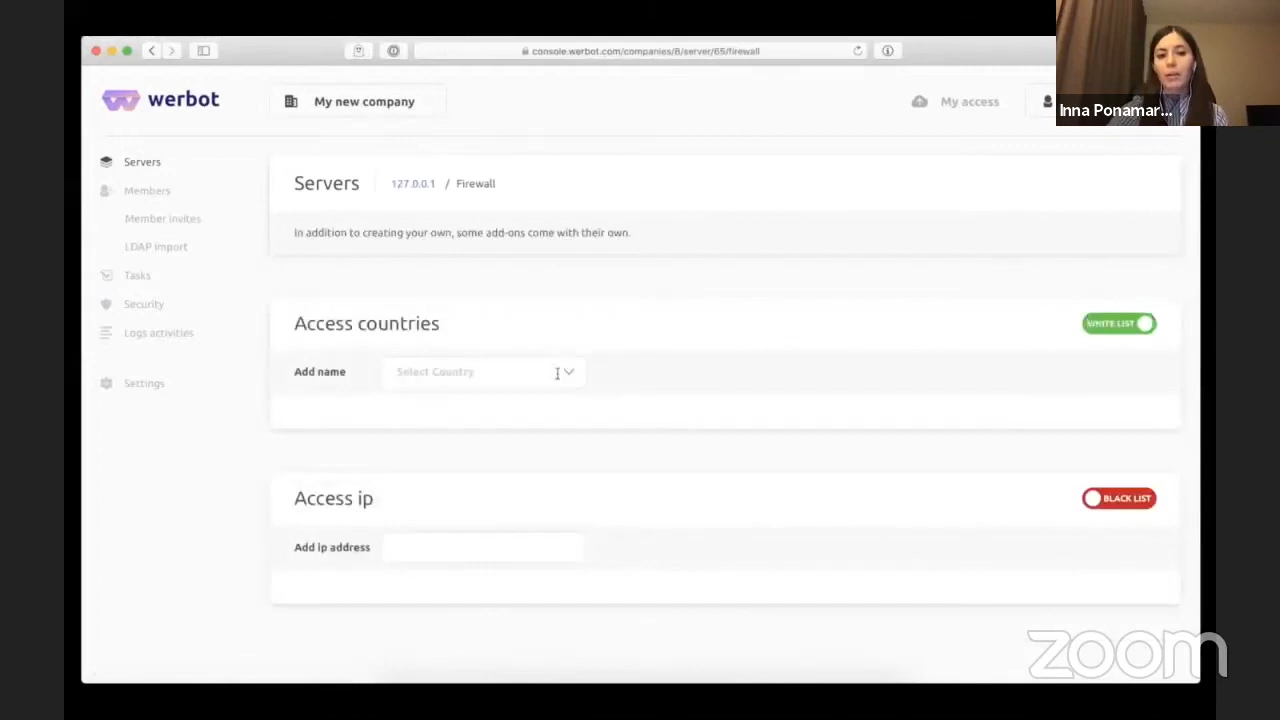 console.werbot.com/companies/8/server/65/firewall
werbot
My new company
My access
Inna Ponamar...
Servers
Members
Member invites
LDAP import
Tasks
Security
Logs activities
Settings
Servers
127.0.0.1 / Firewall
In addition to creating your own, some add-ons come with their own.
Access countries
WHITE LIST
Add name
Select Country
Access ip
BLACK LIST
Add ip address
zoom